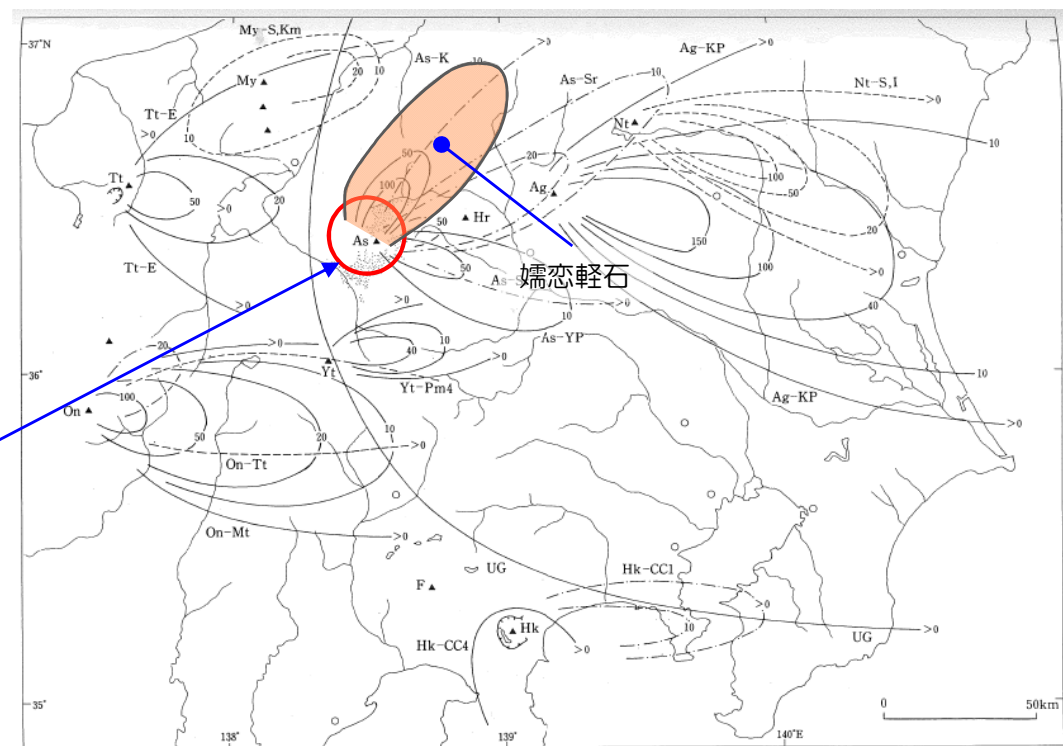 37°N
My-S,Km
10
20
My
As-K
>3
10
Ag-KP
>0
As-Sr
10
Nt-S,I
>0
Tt-E
>0
10
Nt
10
Tt
50
>0
20
50
100
20
Ag
100
50
20
150
Hr
50
As
50
>0
Tt-E
嬬恋軽石
As-S
>0
>0
100
40
10
As-YP
20
>0
40
10
>0
Yt
Yt-Pm4
36°
10
Ag-KP
>0
On
100
50
20
10
>0
On-Tt
On-Mt
>0
F
UG
Hk-CC1
>0
10
Hk
>0
Hk-CC4
UG
>0
35°
0
50km
138°
139°
140°E